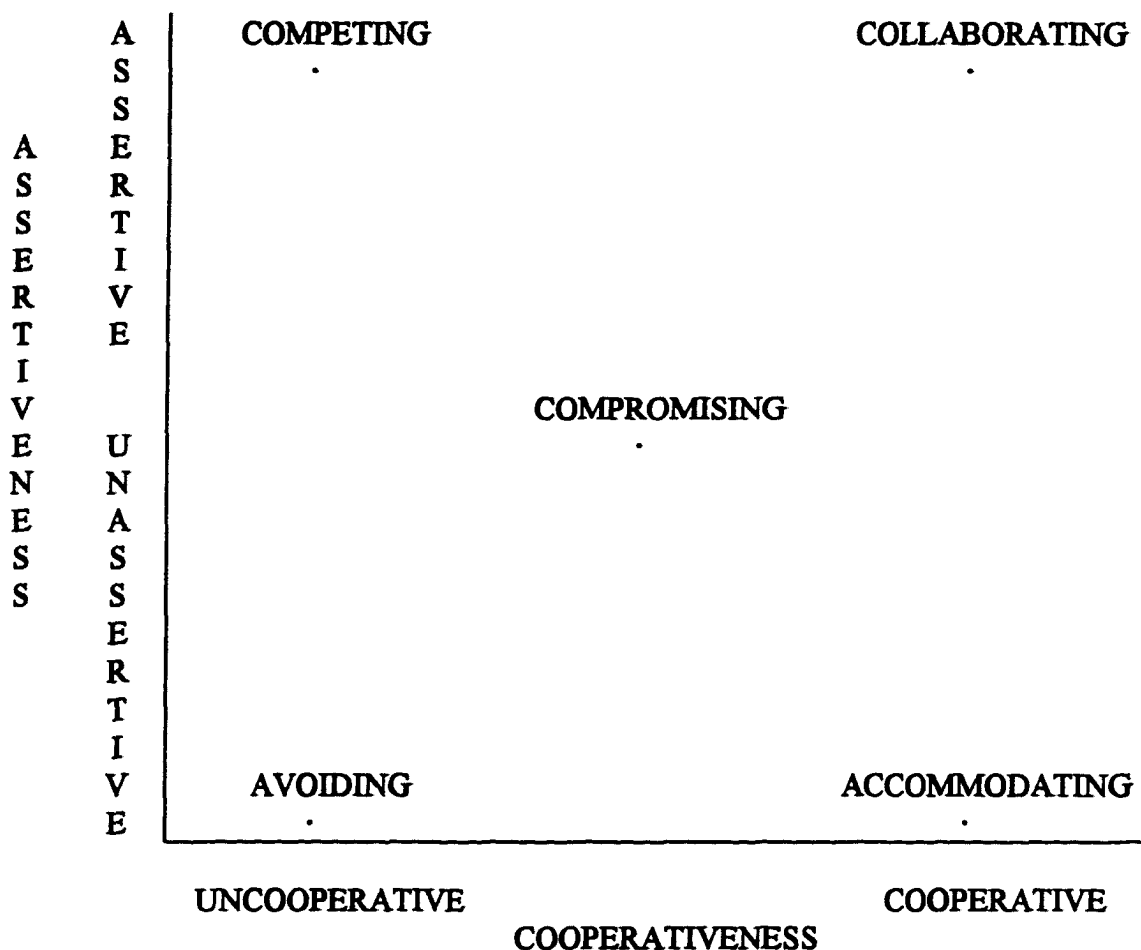 ASSERTIVENESS
ASSERTIVE
UNASSERTIVE
COMPETING
COLLABORATING
COMPROMISING
AVOIDING
ACCOMMODATING
UNCOOPERATIVE
COOPERATIVE
COOPERATIVENESS